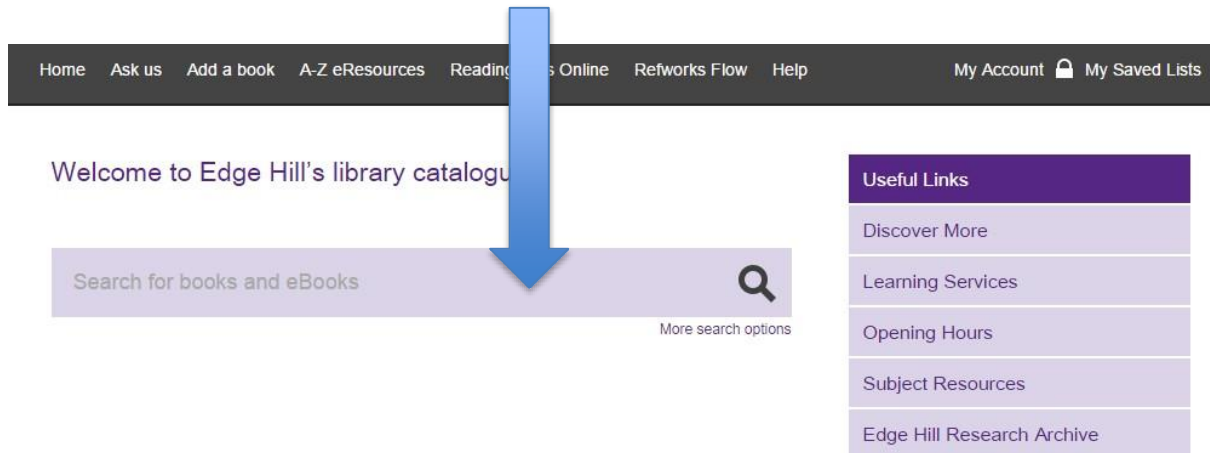 Home Ask us Add a book A-Z eResources Reading s Online Refworks Flow Help My Account My Saved Lists
Welcome to Edge Hill's library catalogu
Search for books and eBooks
More search options
Useful Links
Discover More
Learning Services
Opening Hours
Subject Resources
Edge Hill Research Archive